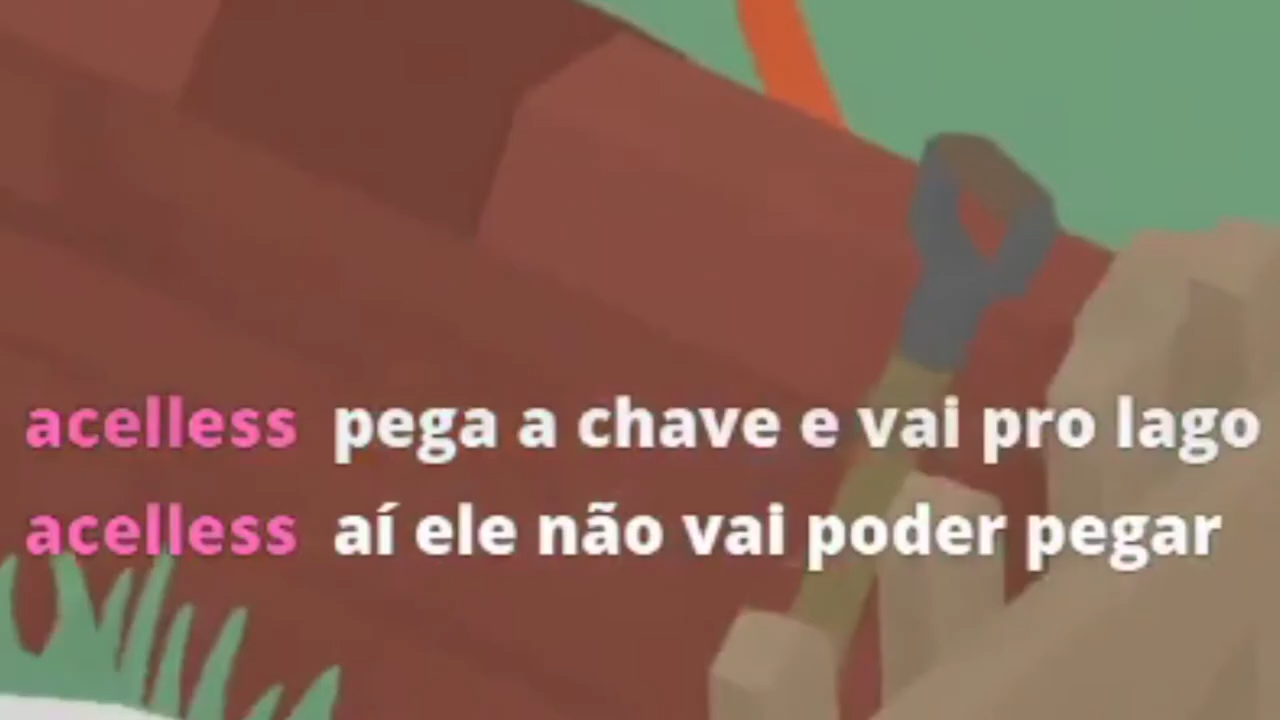 acelless pega a chave e vai pro lago
acelless aí ele não vai poder pegar